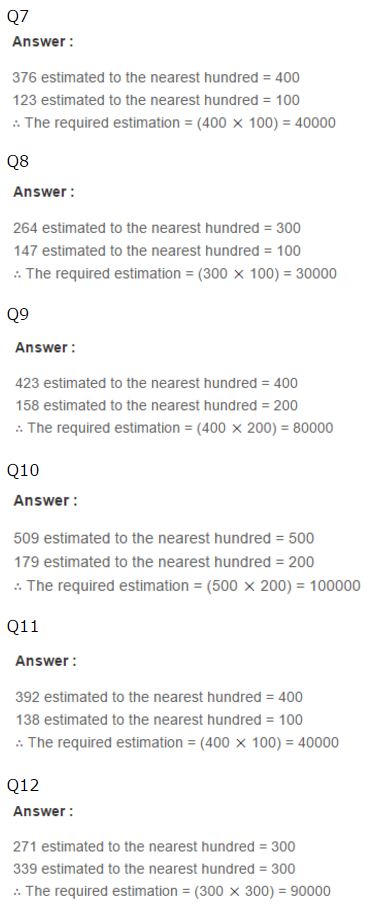 Q7
Answer :
376 estimated to the nearest hundred = 400
123 estimated to the nearest hundred = 100
∴ The required estimation = (400 × 100) = 40000
Q8
Answer :
264 estimated to the nearest hundred = 300
147 estimated to the nearest hundred = 100
∴ The required estimation = (300 × 100) = 30000
Q9
Answer :
423 estimated to the nearest hundred = 400
158 estimated to the nearest hundred = 200
∴ The required estimation = (400 × 200) = 80000
Q10
Answer :
509 estimated to the nearest hundred = 500
179 estimated to the nearest hundred = 200
∴ The required estimation = (500 × 200) = 100000
Q11
Answer :
392 estimated to the nearest hundred = 400
138 estimated to the nearest hundred = 100
∴ The required estimation = (400 × 100) = 40000
Q12
Answer :
271 estimated to the nearest hundred = 300
339 estimated to the nearest hundred = 300
∴ The required estimation = (300 × 300) = 90000